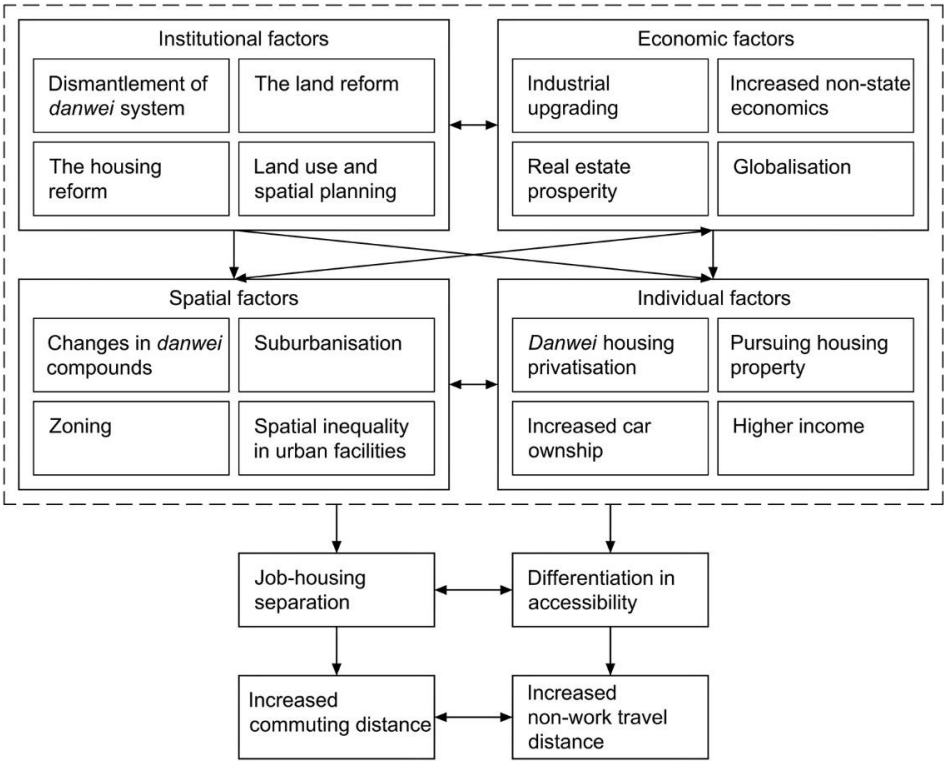 Institutional factors
Dismantlement of
danwei system
The land reform
The housing
reform
Land use and
spatial planning
Economic factors
Industrial
upgrading
Increased non-state
economics
Real estate
prosperity
Globalisation
Spatial factors
Changes in danwei
compounds
Suburbanisation
Zoning
Spatial inequality
in urban facilities
Individual factors
Danwei housing
privatisation
Pursuing housing
property
Increased car
ownship
Higher income
Job-housing
separation
Differentiation in
accessibility
Increased
commuting distance
Increased
non-work travel
distance